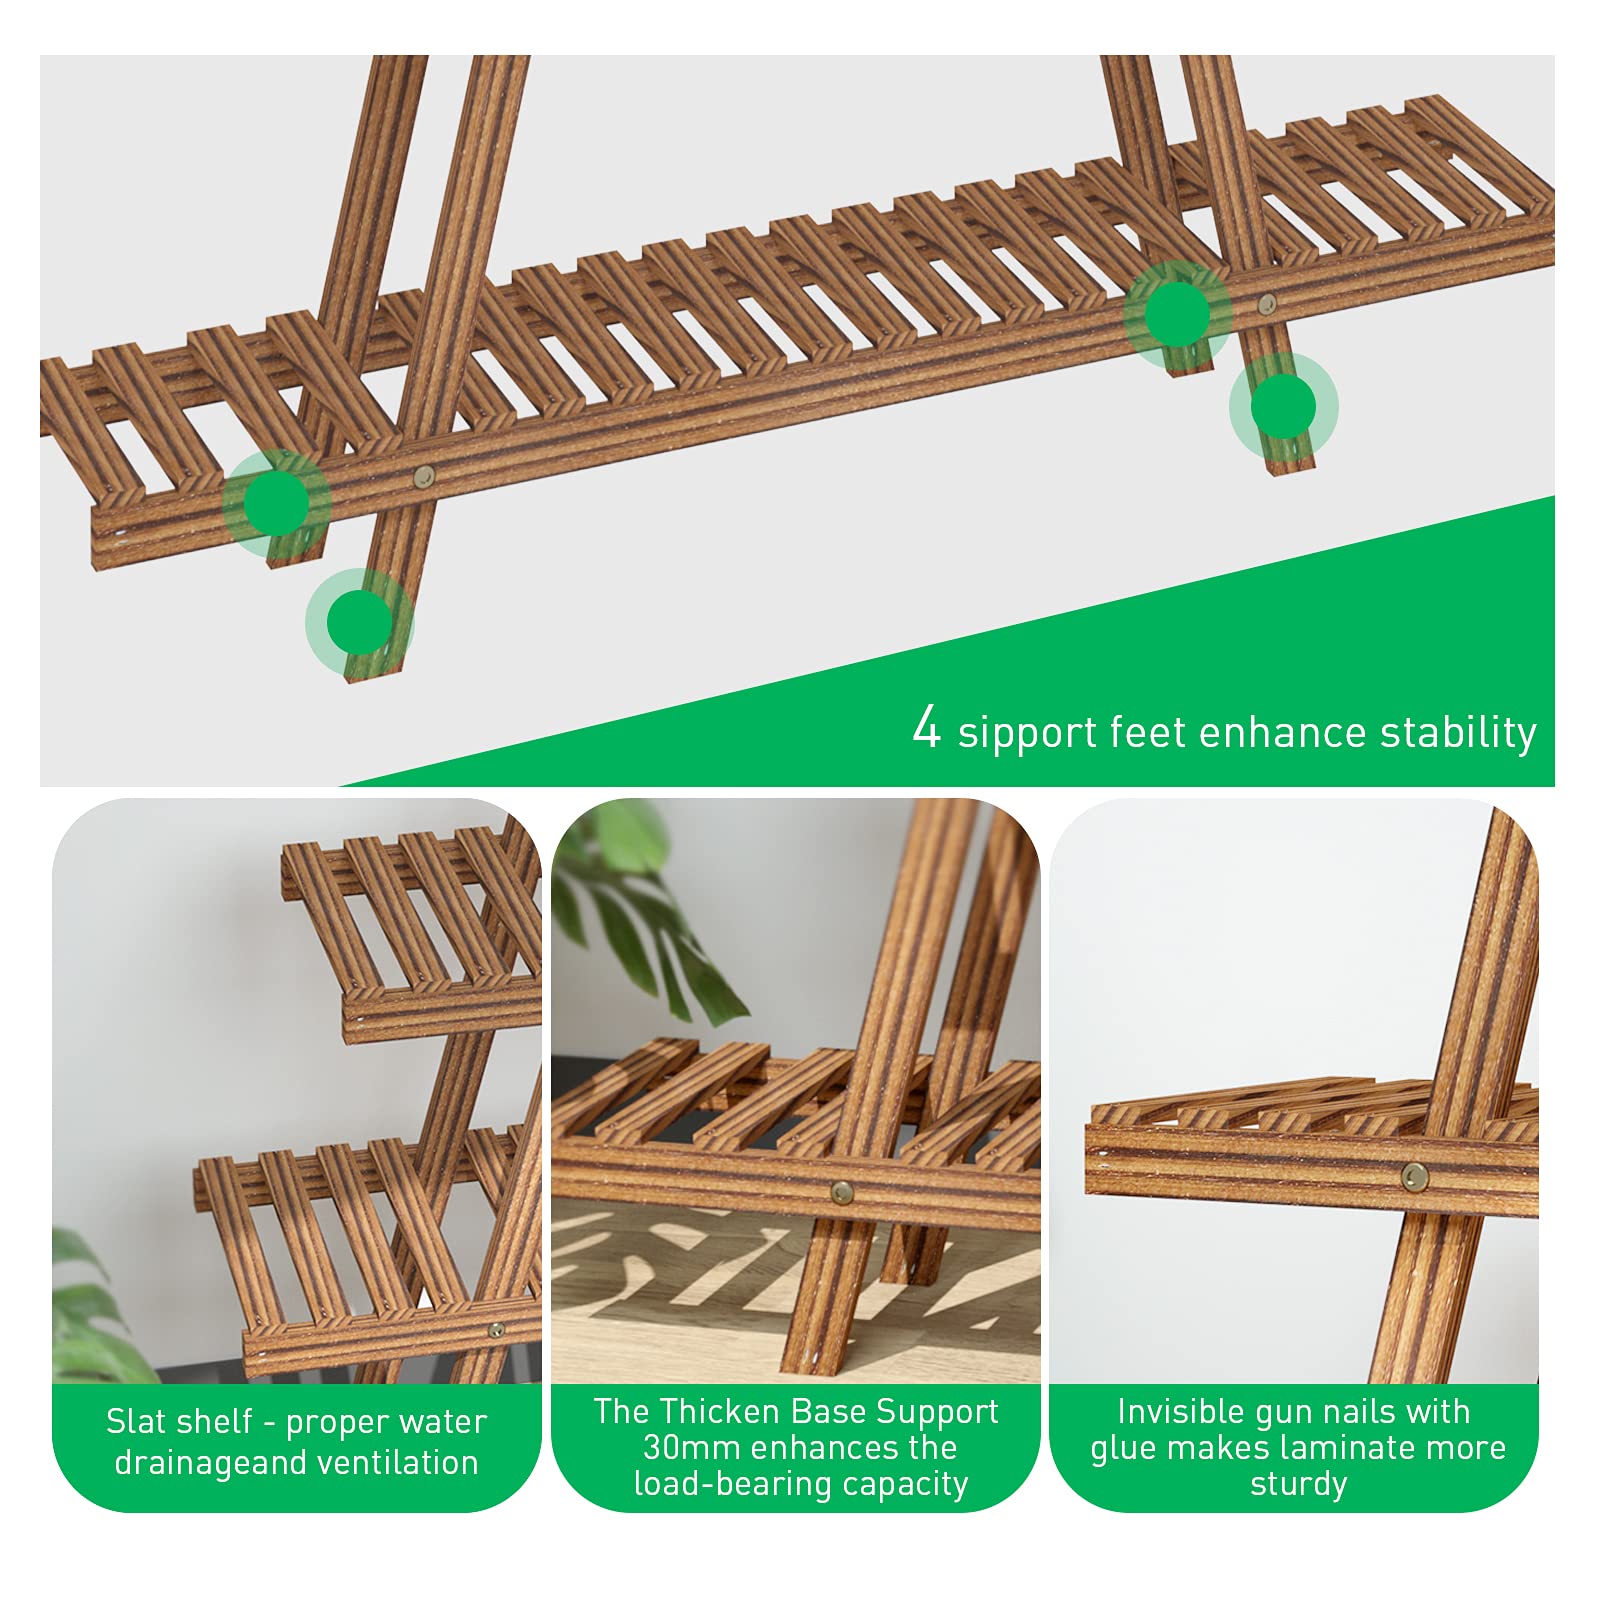 4 sipport feet enhance stability
Slat shelf - proper water
drainageand ventilation
The Thicken Base Support
30mm enhances the
load-bearing capacity
Invisible gun nails with
glue makes laminate more
sturdy